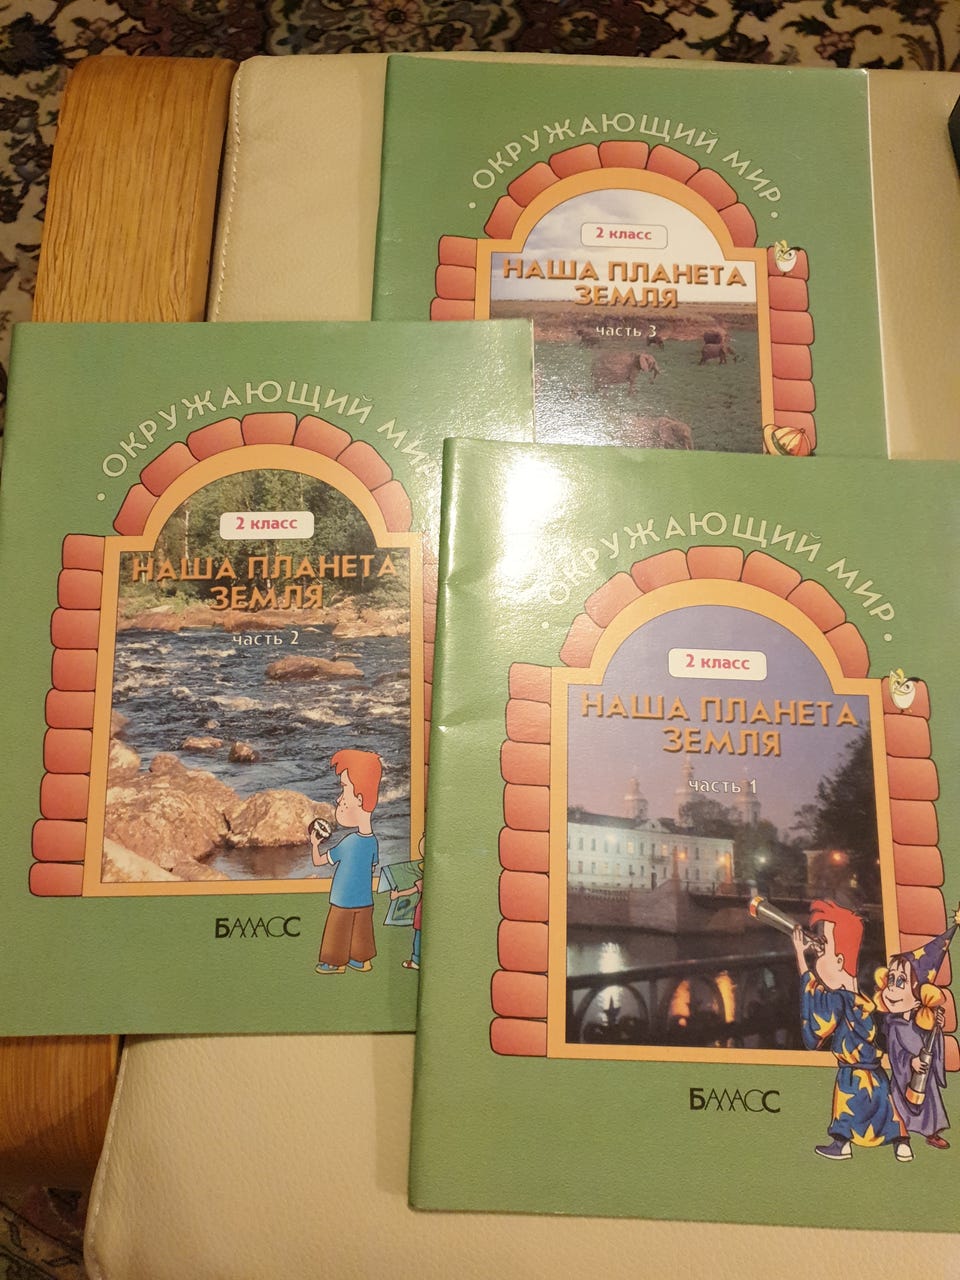 ОКРУЖАЮЩИЙ МИР
2 класс
НАША ПЛАНЕТА
ЗЕМЛЯ
часть 3
ОКРУЖАЮЩИЙ МИР
2 класс
НАША ПЛАНЕТА
ЗЕМЛЯ
часть 2
БАЛАСС
ОКРУЖАЮЩИЙ МИР
2 класс
НАША ПЛАНЕТА
ЗЕМЛЯ
часть 1
БАЛАСС